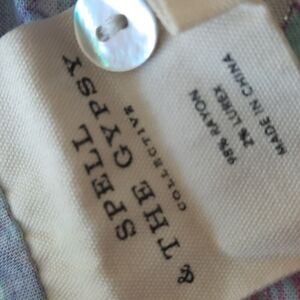 SPELL
& THE GYPSY
COLLECTIVE
98% RAYON
2% LUREX
MADE IN CHINA